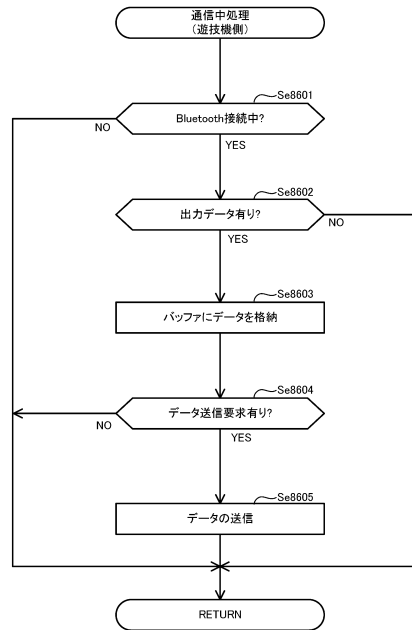 通信中処理
(遊技機側)
Se8601
Bluetooth接続中?
NO
YES
Se8602
出力データ有り?
NO
YES
Se8603
バッファにデータを格納
Se8604
データ送信要求有り?
NO
YES
Se8605
データの送信
RETURN